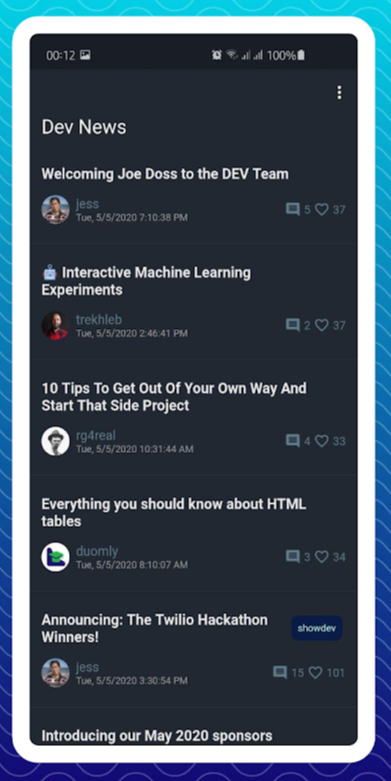 00:12 100%
Dev News
Welcoming Joe Doss to the DEV Team
jess
Tue, 5/5/2020 7:10:38 PM
5 37
Interactive Machine Learning
Experiments
trekhleb
Tue, 5/5/2020 2:46:41 PM
2 37
10 Tips To Get Out Of Your Own Way And
Start That Side Project
rg4real
Tue, 5/5/2020 10:31:44 AM
4 33
Everything you should know about HTML
tables
duomly
Tue, 5/5/2020 8:10:07 AM
3 34
Announcing: The Twilio Hackathon
Winners!
showdev
jess
Tue, 5/5/2020 3:30:54 PM
15 101
Introducing our May 2020 sponsors